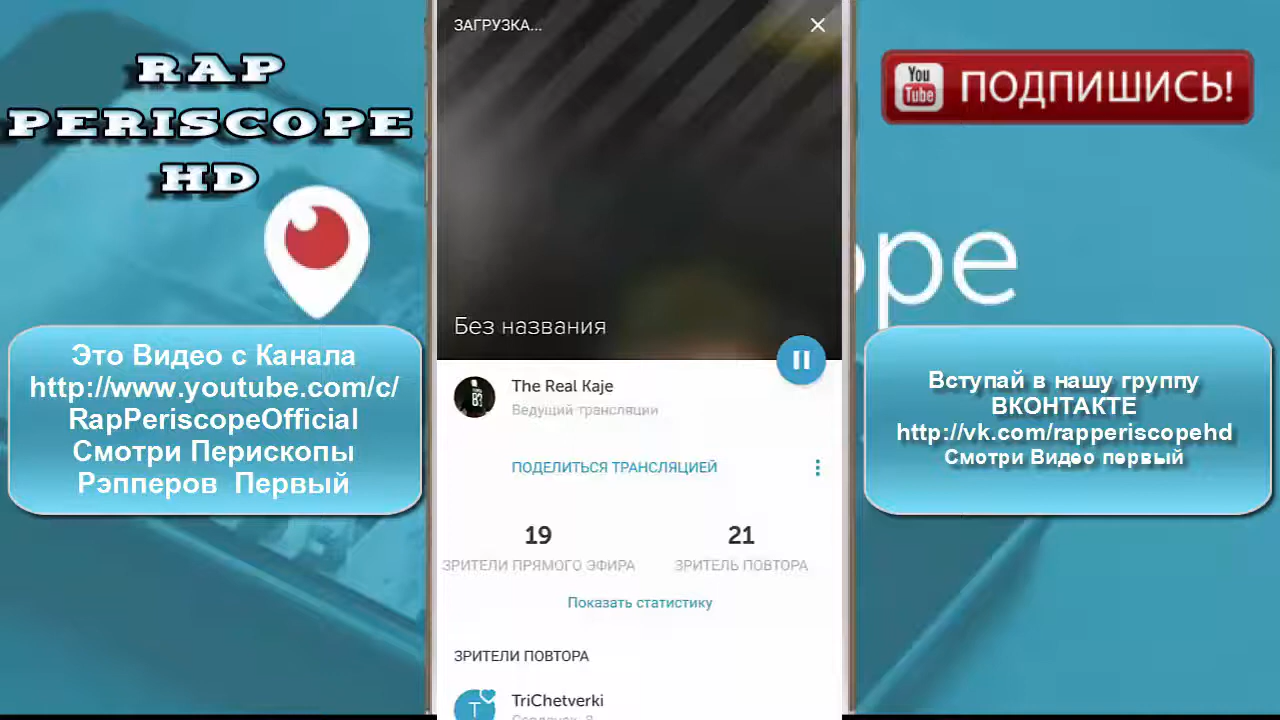 RAP
PERISCOPE
HD
Это Видео с Канала
http://www.youtube.com/c/
RapPeriscopeOfficial
Смотри Перископы
Рэпперов Первый
ЗАГРУЗКА...
Без названия
The Real Kaje
Ведущий трансляции
ПОДЕЛИТЬСЯ ТРАНСЛЯЦИЕЙ
19
ЗРИТЕЛИ ПРЯМОГО ЭФИРА
21
ЗРИТЕЛЬ ПОВТОРА
Показать статистику
ЗРИТЕЛИ ПОВТОРА
T
TriChetverki
You
Tube
ПОДПИШИСЬ!
ope
Вступай в нашу группу
ВКОНТАКТЕ
http://vk.com/rapperiscopehd
Смотри Видео первый